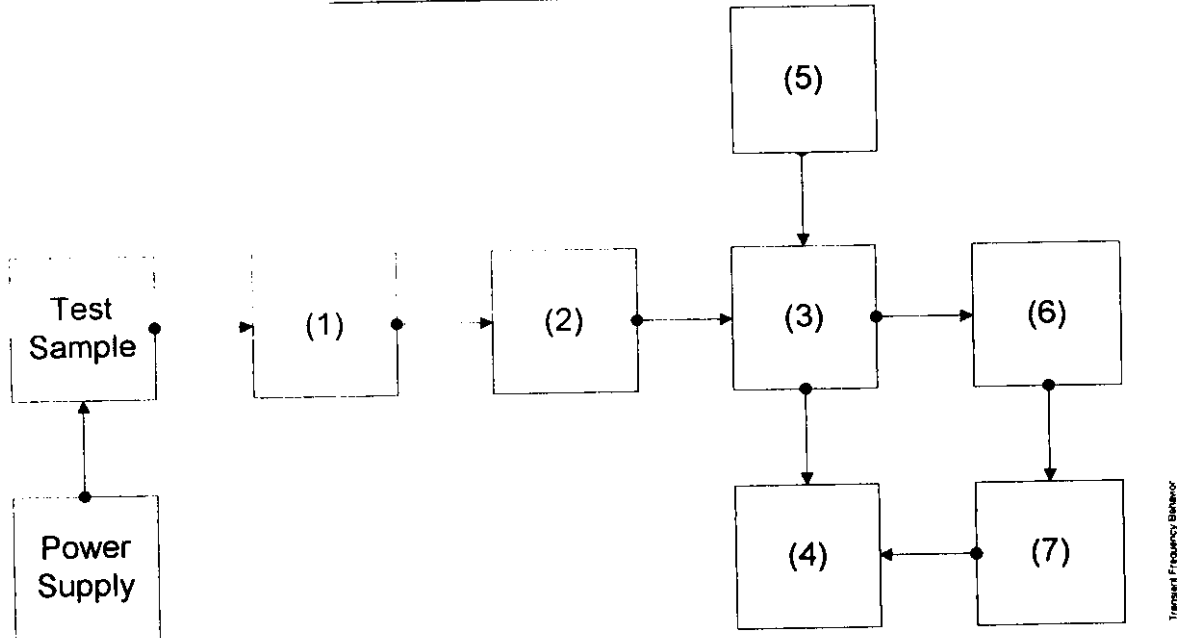 (5)
Test
Sample
(1)
(2)
(3)
(6)
Power
Supply
(4)
(7)
Transient Frequency Behavior